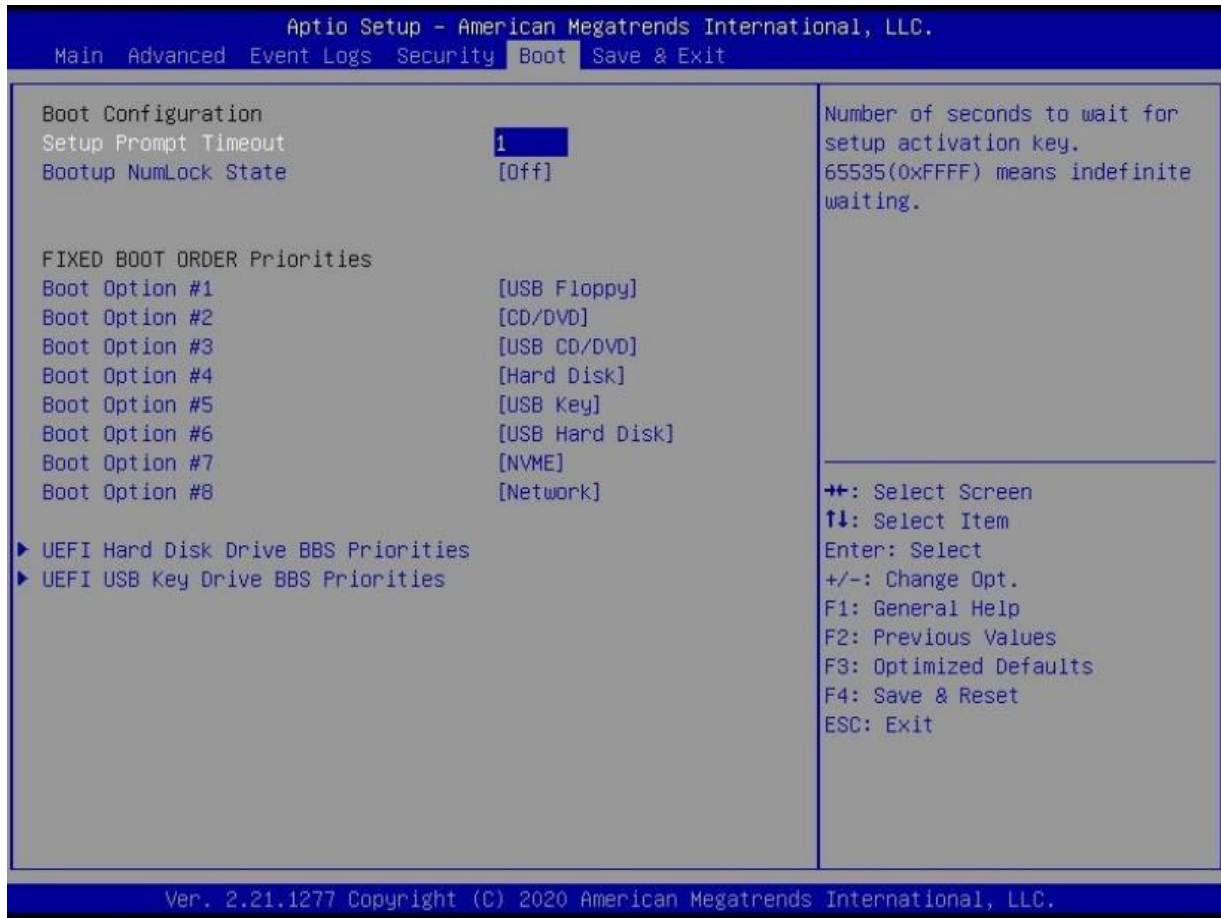 Aptio Setup – American Megatrends International, LLC.
Main Advanced Event Logs Security Boot Save & Exit
Boot Configuration
Setup Prompt Timeout 1
Bootup NumLock State [Off]
FIXED BOOT ORDER Priorities
Boot Option #1 [USB Floppy]
Boot Option #2 [CD/DVD]
Boot Option #3 [USB CD/DVD]
Boot Option #4 [Hard Disk]
Boot Option #5 [USB Key]
Boot Option #6 [USB Hard Disk]
Boot Option #7 [NVME]
Boot Option #8 [Network]
UEFI Hard Disk Drive BBS Priorities
UEFI USB Key Drive BBS Priorities
Number of seconds to wait for
setup activation key.
65535(0xFFFF) means indefinite
waiting.
→←: Select Screen
↑↓: Select Item
Enter: Select
+/-: Change Opt.
F1: General Help
F2: Previous Values
F3: Optimized Defaults
F4: Save & Reset
ESC: Exit
Ver. 2.21.1277 Copyright (C) 2020 American Megatrends International, LLC.